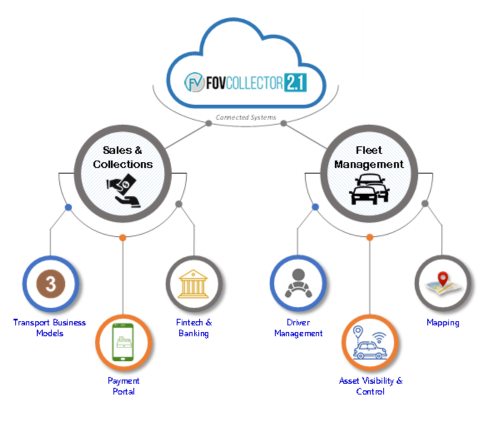 FV FOVCOLLECTOR 2.1
Connected Systems
Sales &
Collections
Fleet
Management
3
Transport Business
Models
Fintech &
Banking
Driver
Management
Mapping
Payment
Portal
Asset Visibility &
Control